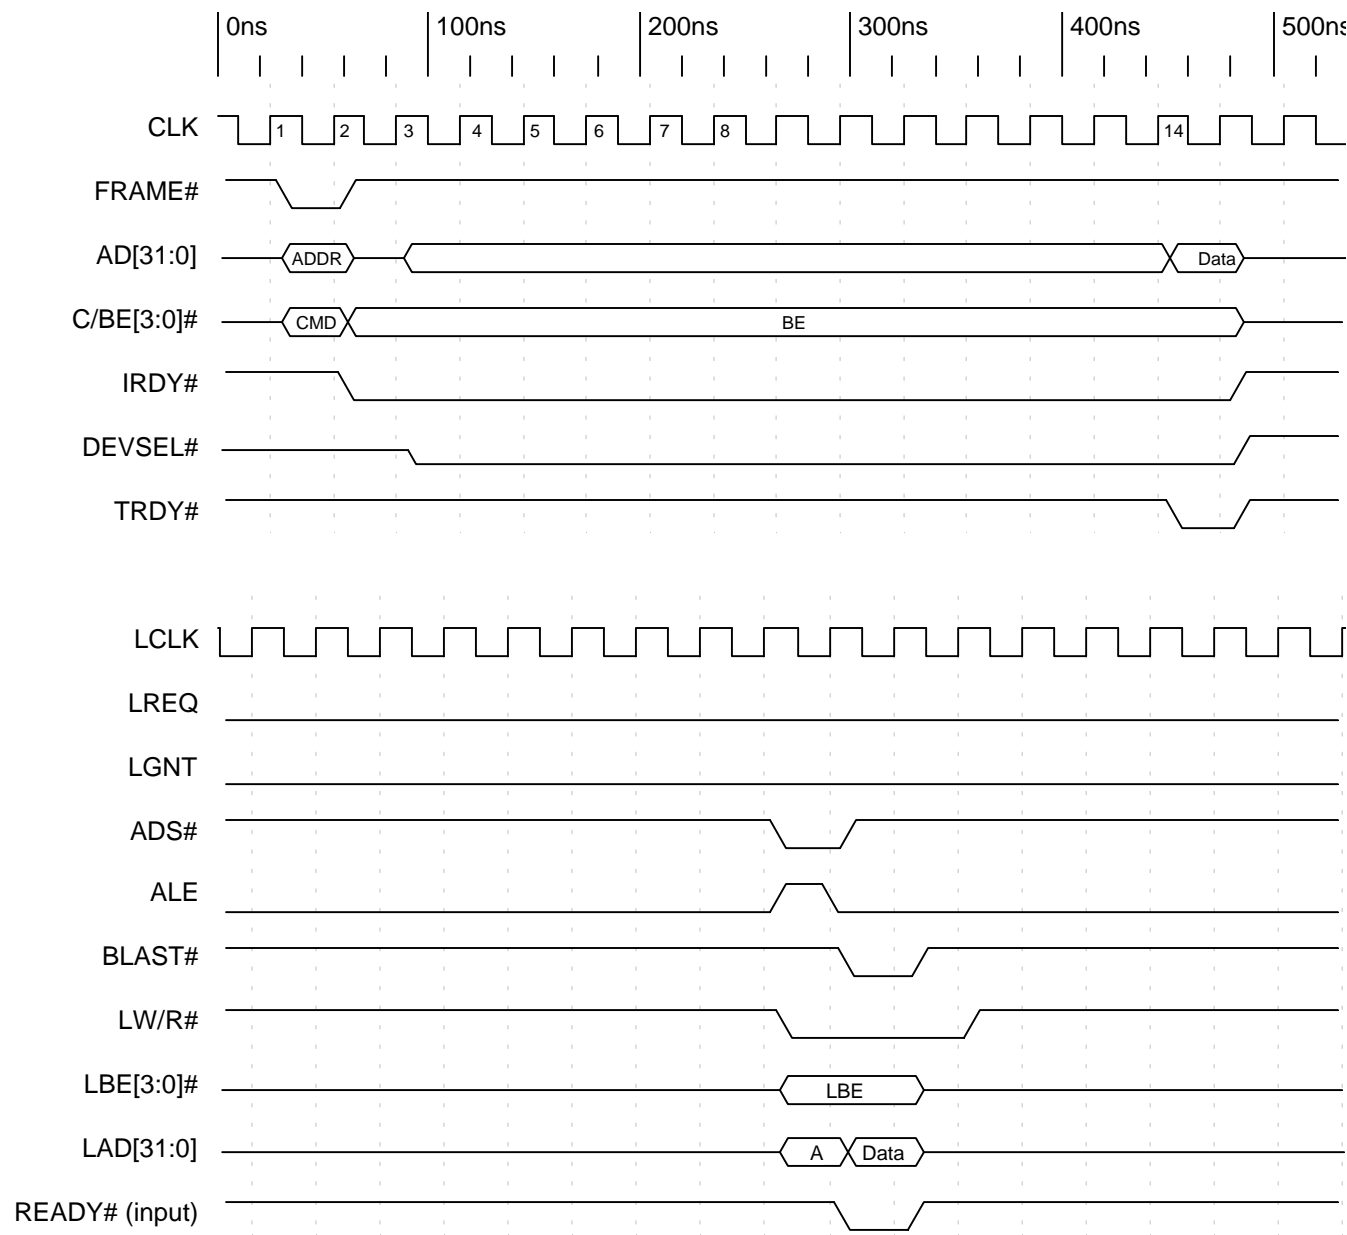 0ns 100ns 200ns 300ns 400ns 500ns
CLK 1 2 3 4 5 6 7 8 14
FRAME#
AD[31:0] ADDR Data
C/BE[3:0]# CMD BE
IRDY#
DEVSEL#
TRDY#
LCLK
LREQ
LGNT
ADS#
ALE
BLAST#
LW/R#
LBE[3:0]# LBE
LAD[31:0] A Data
READY# (input)